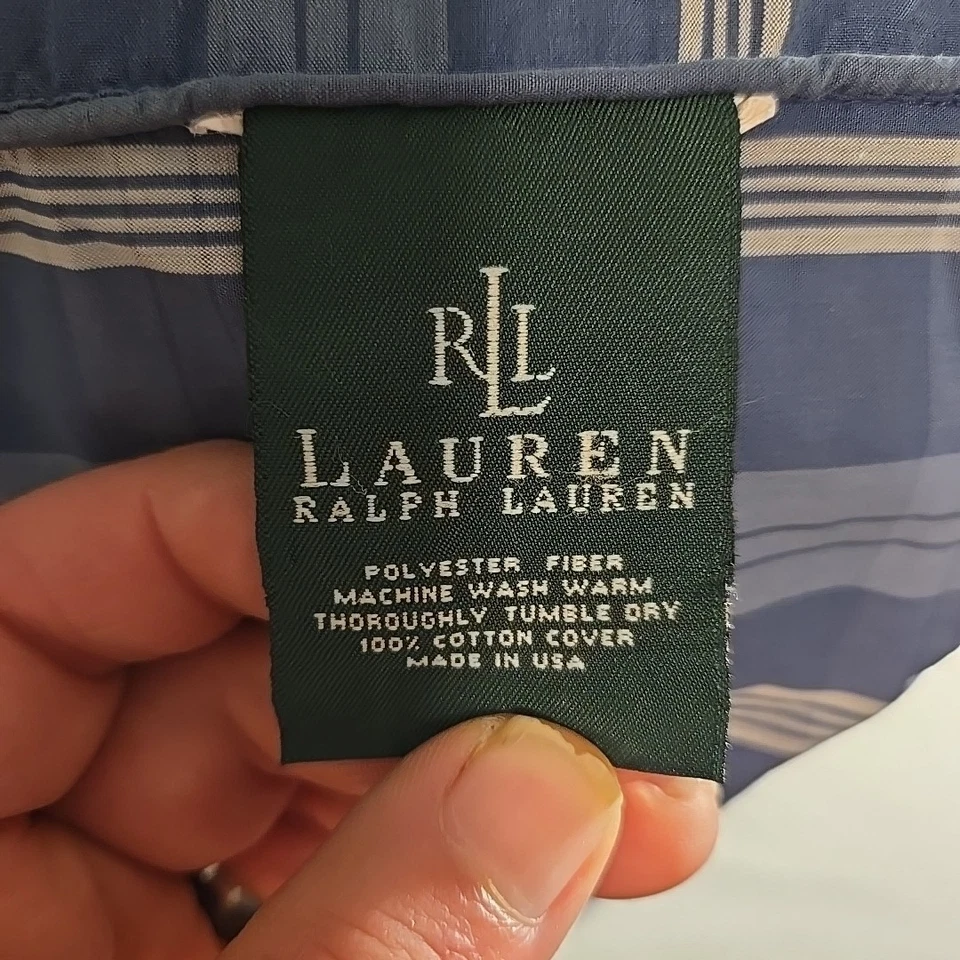 RLL
LAUREN
RALPH LAUREN
POLYESTER FIBER
MACHINE WASH WARM
THOROUGHLY TUMBLE DRY
100% COTTON COVER
MADE IN USA